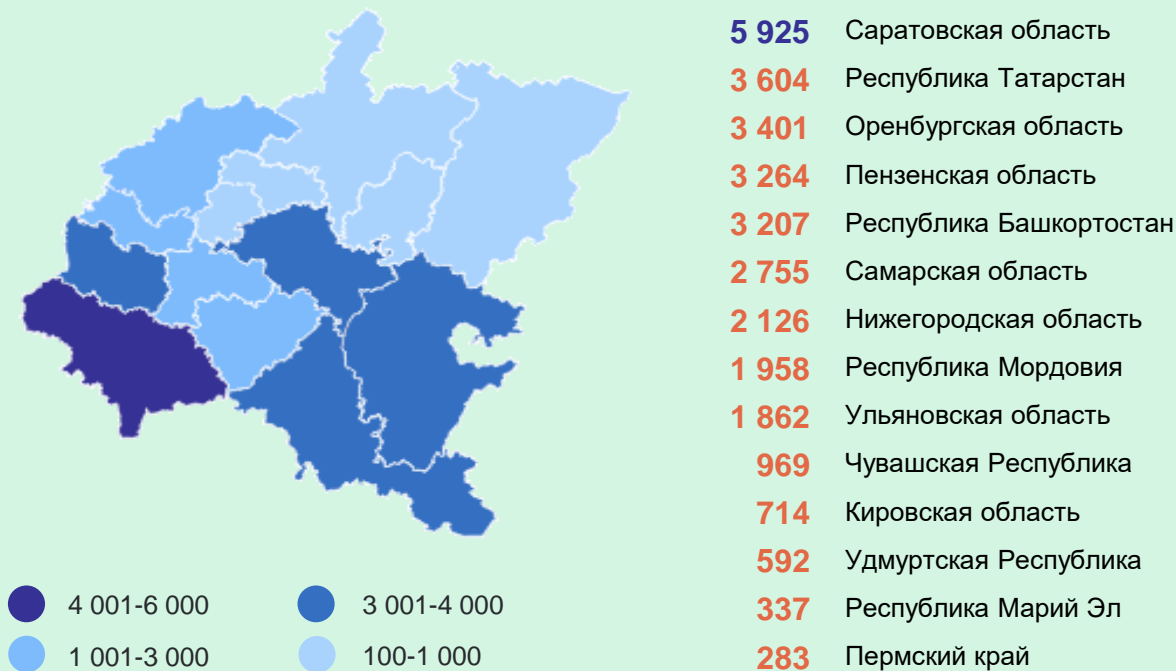 5 925 Саратовская область
3 604 Республика Татарстан
3 401 Оренбургская область
3 264 Пензенская область
3 207 Республика Башкортостан
2 755 Самарская область
2 126 Нижегородская область
1 958 Республика Мордовия
1 862 Ульяновская область
969 Чувашская Республика
714 Кировская область
592 Удмуртская Республика
337 Республика Марий Эл
283 Пермский край
4 001-6 000
3 001-4 000
1 001-3 000
100-1 000